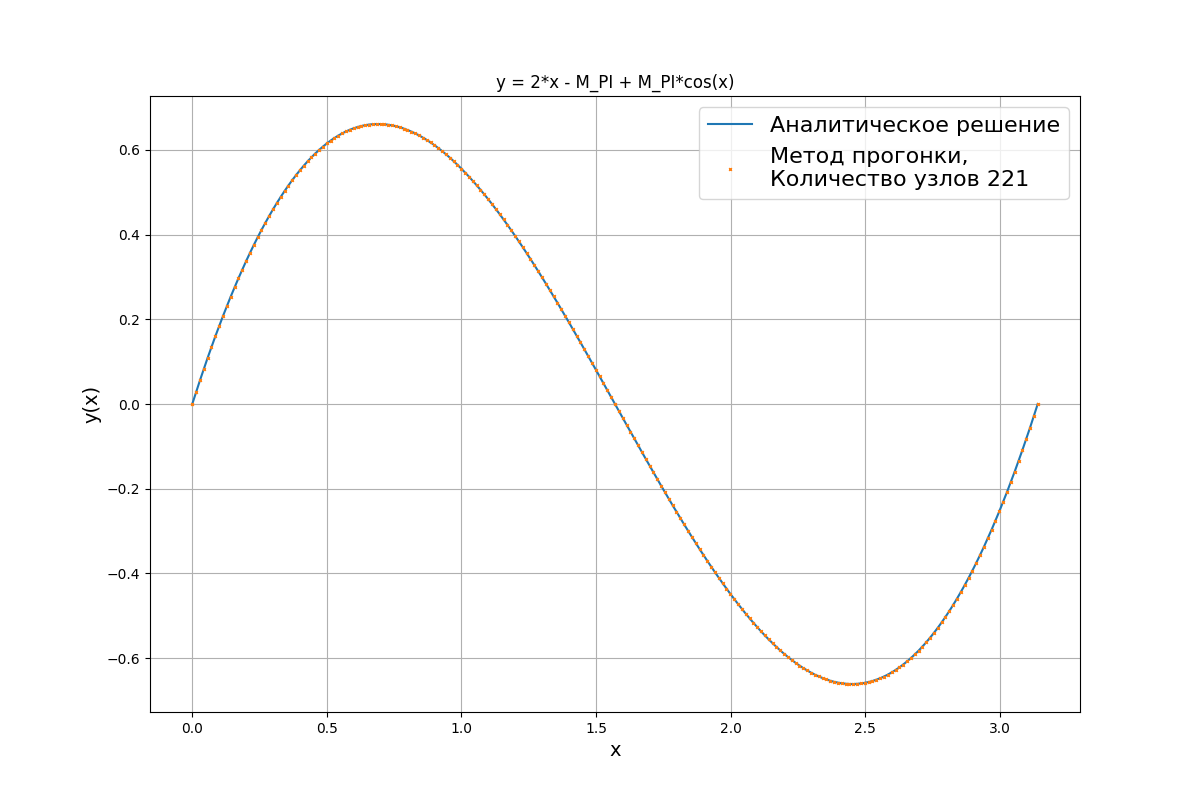 y = 2*x - M_PI + M_PI*cos(x)
Аналитическое решение
Метод прогонки,
Количество узлов 221
0.6
0.4
0.2
0.0
−0.2
−0.4
−0.6
y(x)
0.0
0.5
1.0
1.5
2.0
2.5
3.0
x